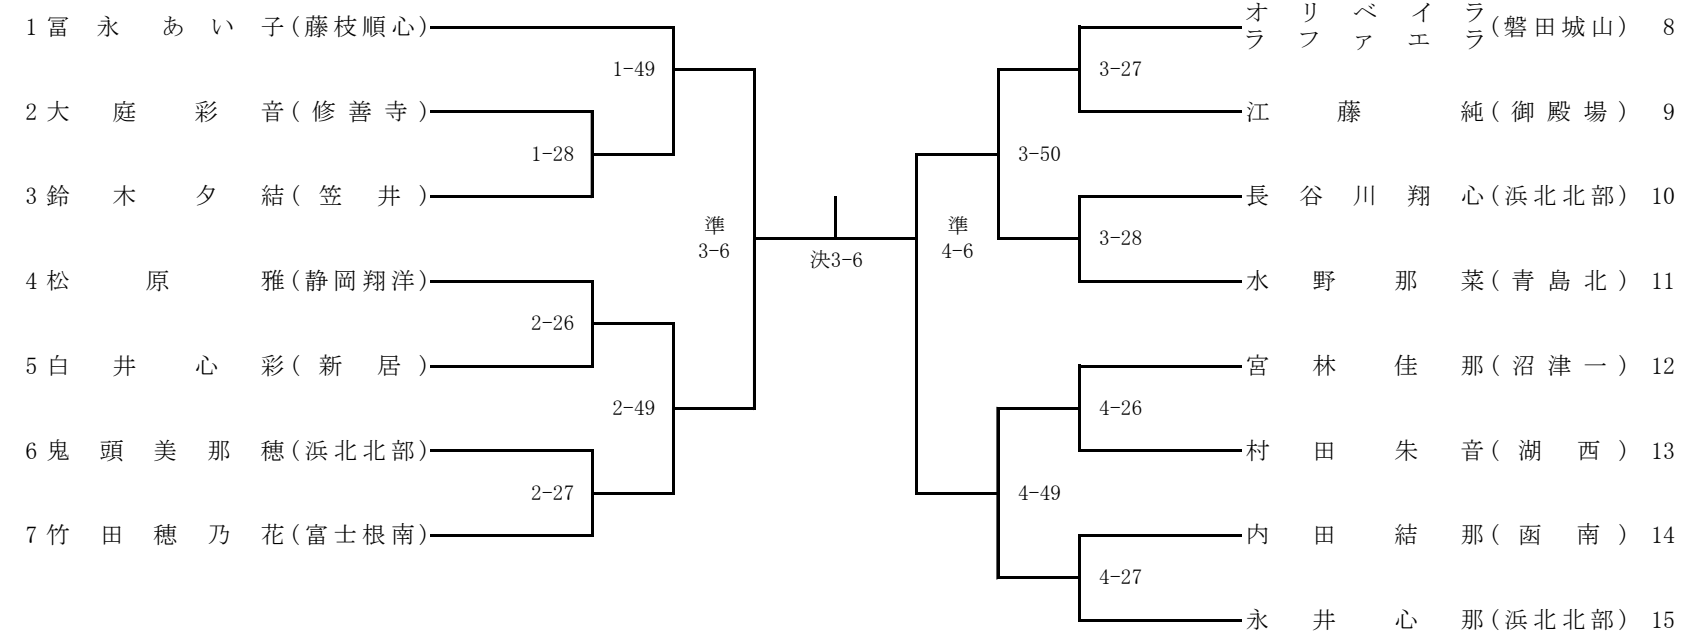 1 冨永あい子(藤枝順心)
1-49
2 大庭彩音(修善寺)
1-28
3 鈴木夕結(笠井)
準
3-6
4 松原雅(静岡翔洋)
2-26
5 白井心彩(新居)
2-49
6 鬼頭美那穂(浜北北部)
2-27
7 竹田穂乃花(富士根南)
決3-6
オリベイラ
ラファエラ(磐田城山) 8
3-27
江藤純(御殿場) 9
3-50
長谷川翔心(浜北北部) 10
3-28
水野那菜(青島北) 11
準
4-6
宮林佳那(沼津一) 12
4-26
村田朱音(湖西) 13
4-49
内田結那(函南) 14
4-27
永井心那(浜北北部) 15